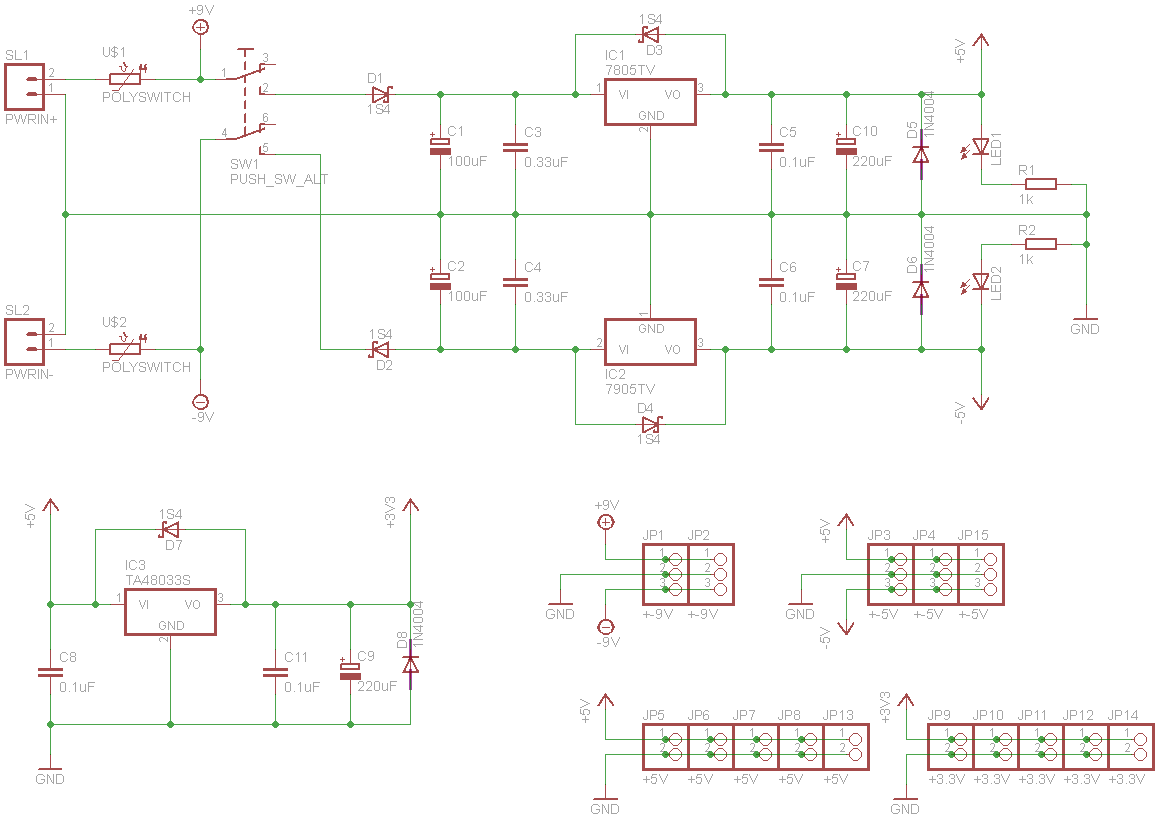 +9V
SL1
2
1
PWRIN+
U$1
POLYSWITCH
1
3
2
4
6
5
SW1
PUSH_SW_ALT
D1
1S4
1S4
D3
IC1
7805TV
1
VI
VO
3
GND
2
+5V
C1
100uF
C3
0.33uF
C5
0.1uF
C10
220uF
D5
1N4004
LED1
R1
1k
SL2
2
1
PWRIN-
U$2
POLYSWITCH
-9V
1S4
D2
C2
100uF
C4
0.33uF
1
GND
2
VI
VO
3
IC2
7905TV
D4
1S4
C6
0.1uF
C7
220uF
D6
1N4004
LED2
R2
1k
GND
-5V
+5V
1S4
D7
IC3
TA48033S
1
VI
VO
3
GND
2
+3V3
C8
0.1uF
C11
0.1uF
C9
220uF
D8
1N4004
GND
+9V
JP1
JP2
1
1
2
2
3
3
GND
+-9V
+-9V
-9V
+5V
JP3
JP4
JP15
1
1
1
2
2
2
3
3
3
GND
+-5V
+-5V
+-5V
-5V
+5V
JP5
JP6
JP7
JP8
JP13
1
1
1
1
1
2
2
2
2
2
+5V
+5V
+5V
+5V
+5V
GND
+3V3
JP9
JP10
JP11
JP12
JP14
1
1
1
1
1
2
2
2
2
2
+3.3V
+3.3V
+3.3V
+3.3V
+3.3V
GND